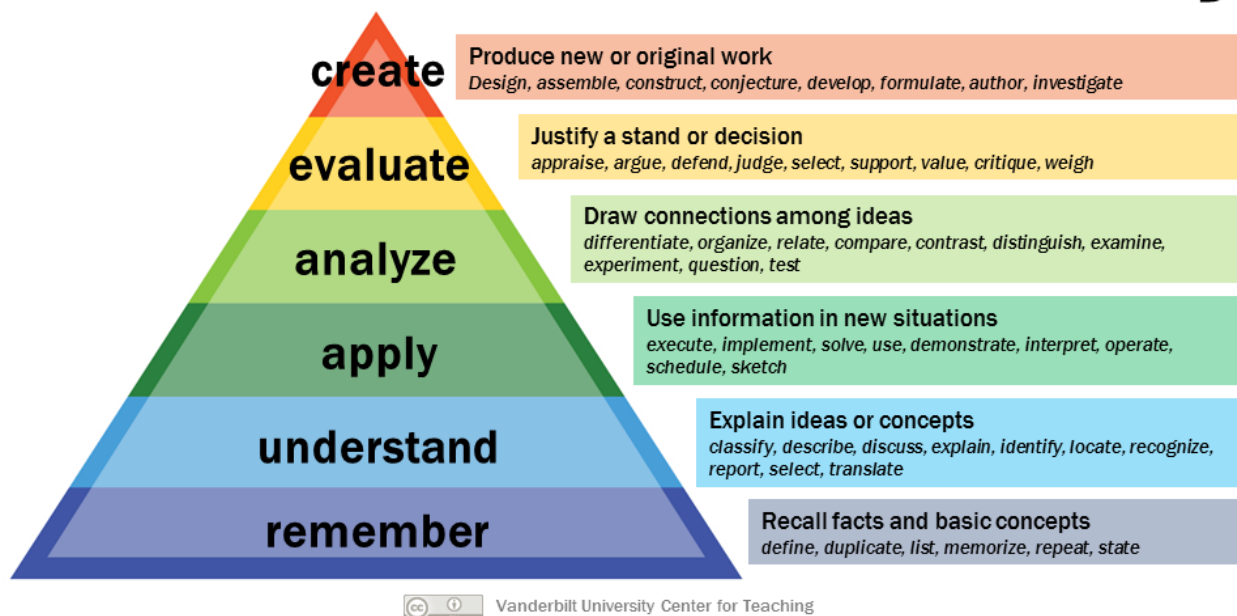 create
Produce new or original work
Design, assemble, construct, conjecture, develop, formulate, author, investigate
evaluate
Justify a stand or decision
appraise, argue, defend, judge, select, support, value, critique, weigh
analyze
Draw connections among ideas
differentiate, organize, relate, compare, contrast, distinguish, examine,
experiment, question, test
apply
Use information in new situations
execute, implement, solve, use, demonstrate, interpret, operate,
schedule, sketch
understand
Explain ideas or concepts
classify, describe, discuss, explain, identify, locate, recognize,
report, select, translate
remember
Recall facts and basic concepts
define, duplicate, list, memorize, repeat, state
cc
Vanderbilt University Center for Teaching